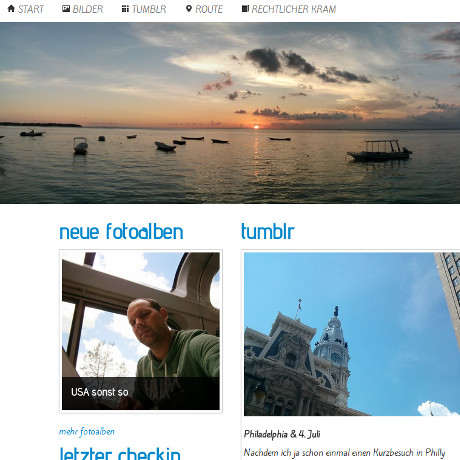 START BILDER TUMBLR ROUTE RECHTLICHER KRAM
neue fotoalben
USA sonst so
mehr fotoalben
letzter checkin
tumblr
Philadelphia & 4. Juli
Nachdem ich ja schon einmal einen Kurzbesuch in Philly